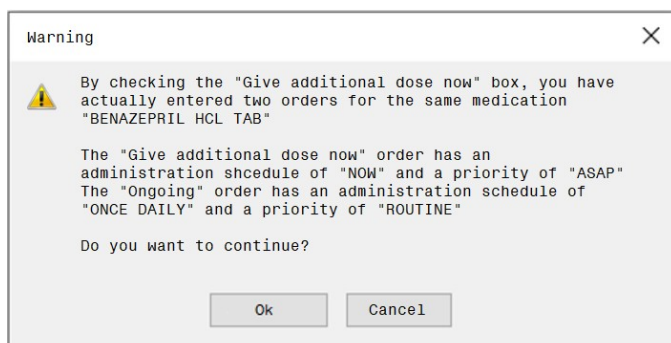 Warning
By checking the "Give additional dose now" box, you have
actually entered two orders for the same medication
"BENAZEPRIL HCL TAB"
The "Give additional dose now" order has an
administration shcedule of "NOW" and a priority of "ASAP"
The "Ongoing" order has an administration schedule of
"ONCE DAILY" and a priority of "ROUTINE"
Do you want to continue?
Ok
Cancel